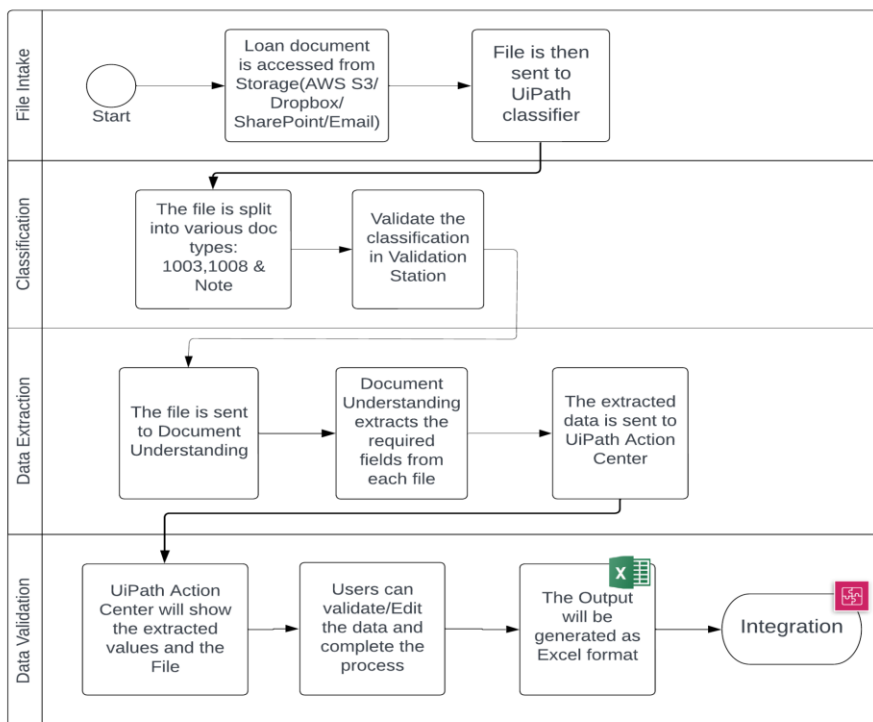 File Intake
Start
Loan document
is accessed from
Storage(AWS S3/
Dropbox/
SharePoint/Email)
File is then
sent to
UiPath
classifier
Classification
The file is split
into various doc
types:
1003,1008 &
Note
Validate the
classification
in Validation
Station
Data Extraction
The file is sent
to Document
Understanding
Document
Understanding
extracts the
required
fields from
each file
The extracted
data is sent to
UiPath Action
Center
Data Validation
UiPath Action
Center will show
the extracted
values and the
File
Users can
validate/Edit
the data and
complete the
process
X
The Output
will be
generated as
Excel format
Integration